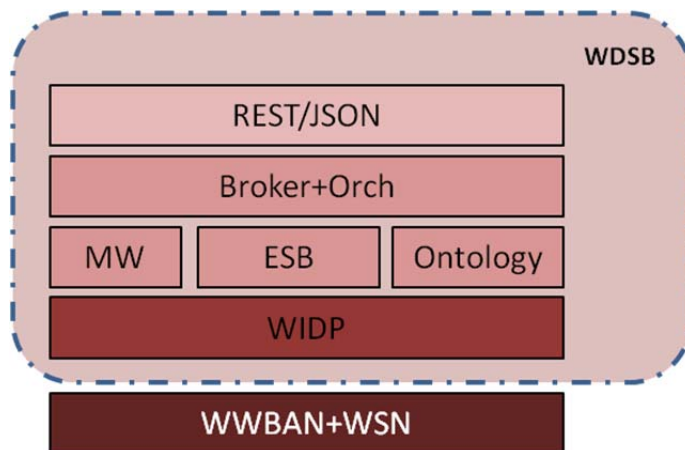 WDSB
REST/JSON
Broker+Orch
MW ESB Ontology
WIDP
WWBAN+WSN